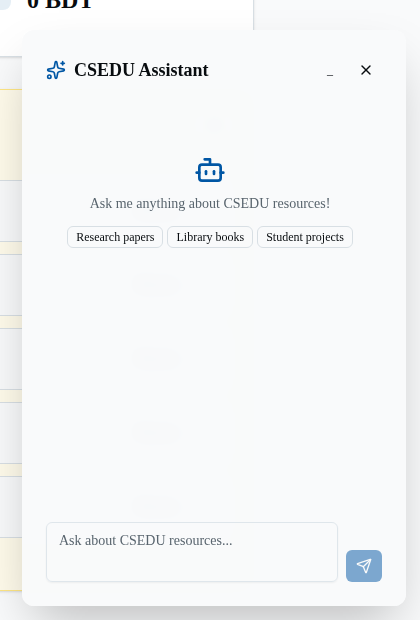 0 BDT
CSEDU Assistant
Ask me anything about CSEDU resources!
Research papers
Library books
Student projects
Ask about CSEDU resources...